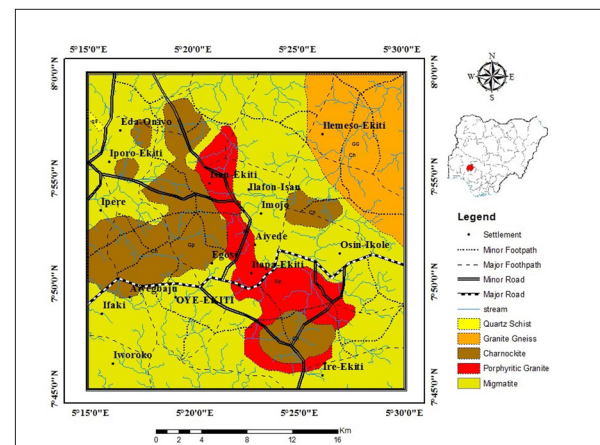 5°15'0"E 5°20'0"E 5°25'0"E 5°30'0"E
8°0'0"N 8°0'0"N
Eda-Oniyo
Ilemeso-Ekiti
Iporo-Ekiti
GG
Ch
7°55'0"N 7°55'0"N
Isan-Ekiti
Ilafon-Isan
Ipere
Imojo
Aiyede
Osin-Ikole
Egosi
Itapa-Ekiti
7°50'0"N 7°50'0"N
Awegbaju
OYE-EKITI
Ifaki
Iworoko
Ire-Ekiti
7°45'0"N 7°45'0"N
5°15'0"E 5°20'0"E 5°25'0"E 5°30'0"E
0 2 4 8 12 16
Km
N
W E
S
Legend
Settlement
Minor Footpath
Major Foothpath
Minor Road
Major Road
stream
Quartz Schist
Granite Gneiss
Charnockite
Porphyritic Granite
Migmatite